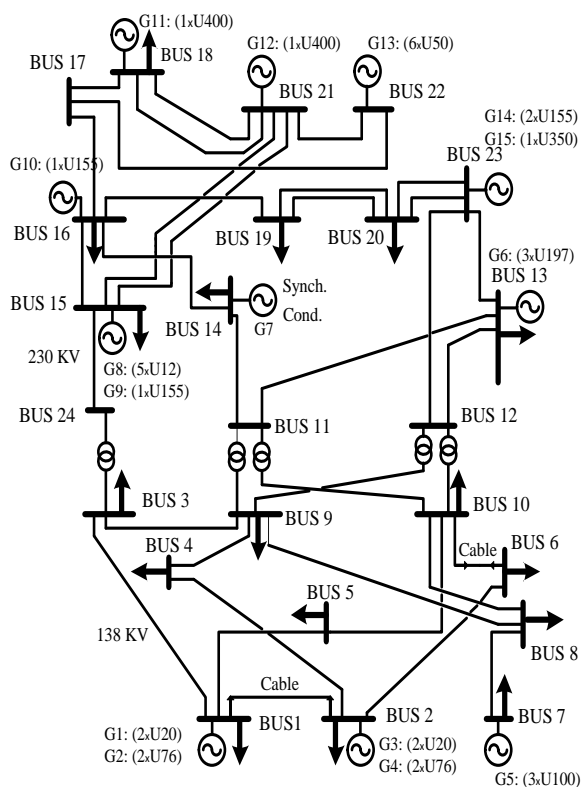 G11: (1xU400)
BUS 18
G12: (1xU400)
G13: (6xU50)
BUS 17
BUS 21
BUS 22
G14: (2xU155)
G15: (1xU350)
BUS 23
G10: (1xU155)
BUS 16
BUS 19
BUS 20
G6: (3xU197)
BUS 13
BUS 15
BUS 14
Synch.
Cond.
G7
230 KV
G8: (5xU12)
G9: (1xU155)
BUS 24
BUS 11
BUS 12
BUS 3
BUS 9
BUS 10
BUS 4
Cable
BUS 6
BUS 5
138 KV
BUS 8
Cable
G1: (2xU20)
G2: (2xU76)
BUS1
BUS 2
G3: (2xU20)
G4: (2xU76)
BUS 7
G5: (3xU100)